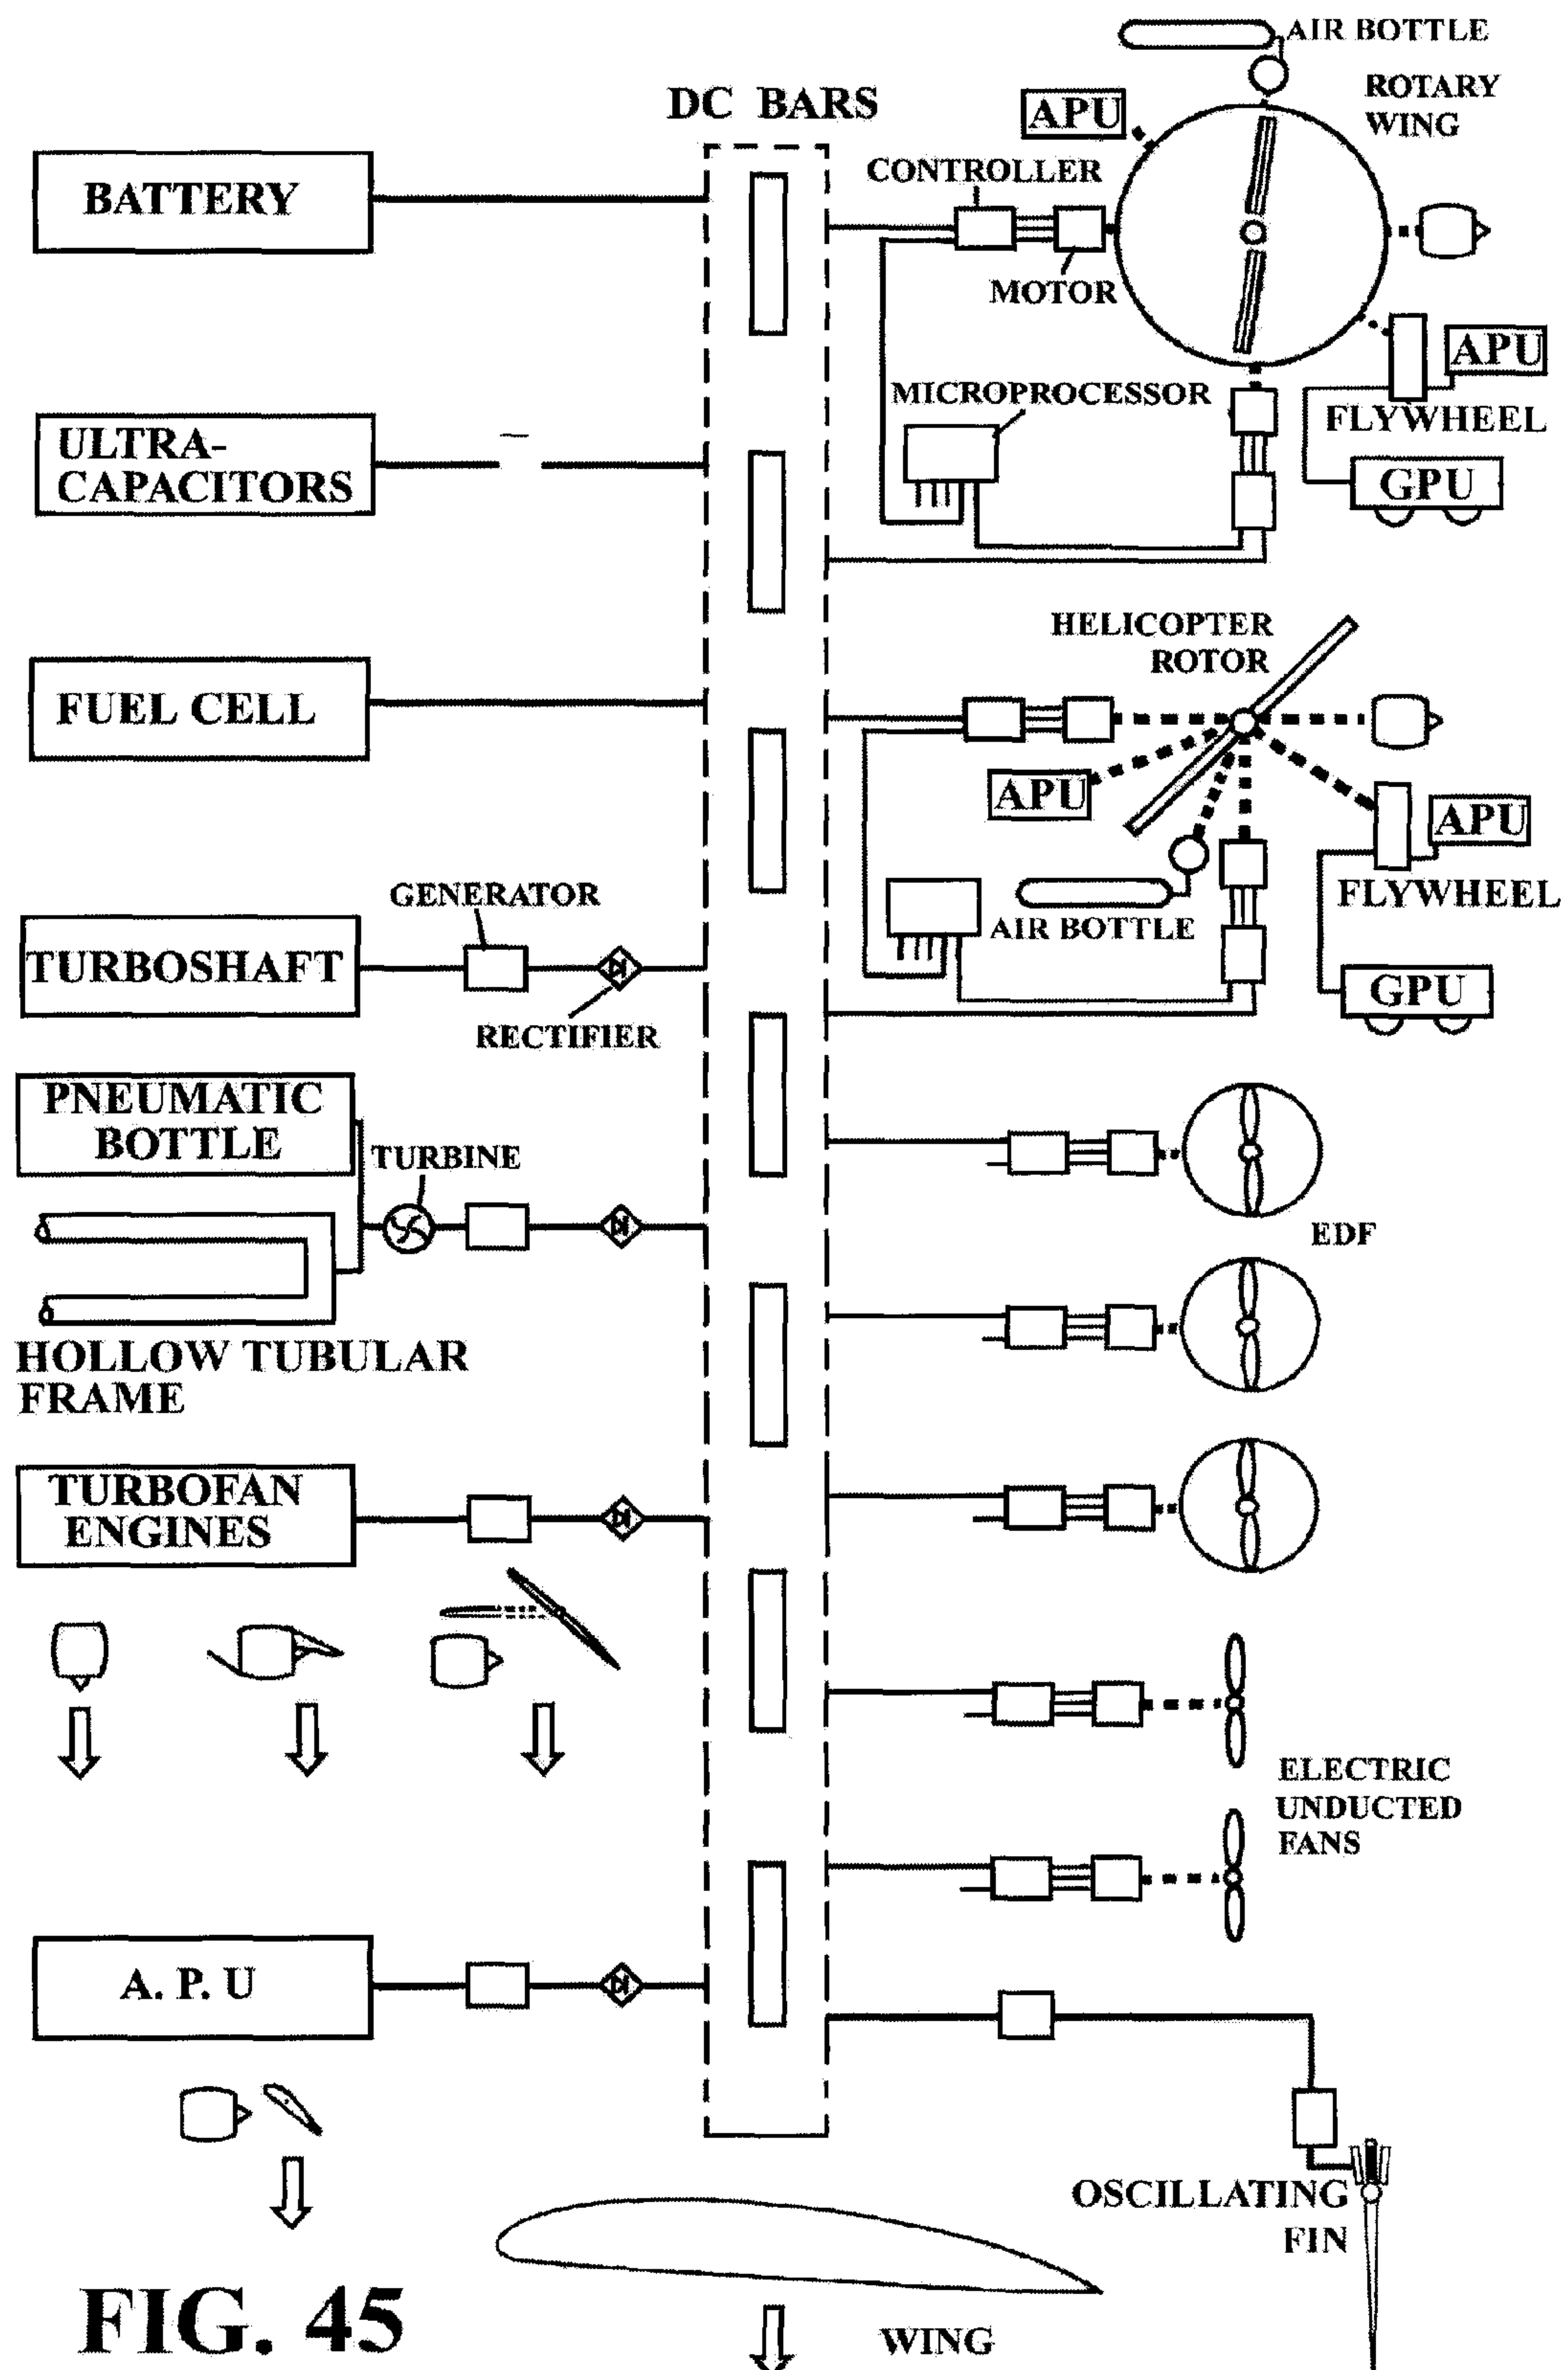 AIR BOTTLE
ROTARY
WING
DC BARS
APU
CONTROLLER
BATTERY
MOTOR
APU
FLYWHEEL
MICROPROCESSOR
GPU
ULTRA-
CAPACITORS
HELICOPTER
ROTOR
FUEL CELL
APU
APU
FLYWHEEL
AIR BOTTLE
GPU
GENERATOR
TURBOSHAFT
RECTIFIER
PNEUMATIC
BOTTLE
TURBINE
EDF
HOLLOW TUBULAR
FRAME
TURBOFAN
ENGINES
ELECTRIC
UNDUCTED
FANS
A. P. U
OSCILLATING
FIN
WING
FIG. 45